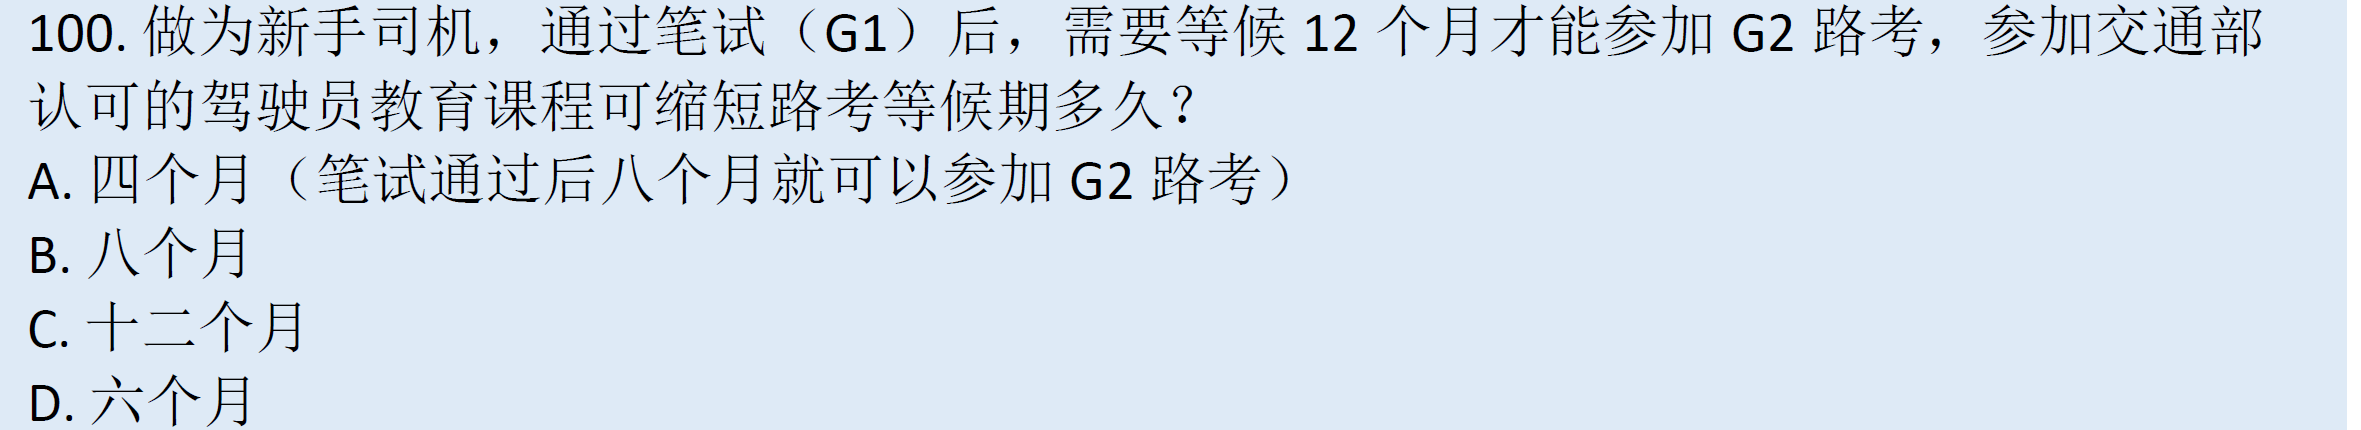 100. 做为新手司机，通过笔试（G1）后，需要等候 12 个月才能参加 G2 路考，参加交通部
认可的驾驶员教育课程可缩短路考等候期多久？
A. 四个月（笔试通过后八个月就可以参加 G2 路考）
B. 八个月
C. 十二个月
D. 六个月